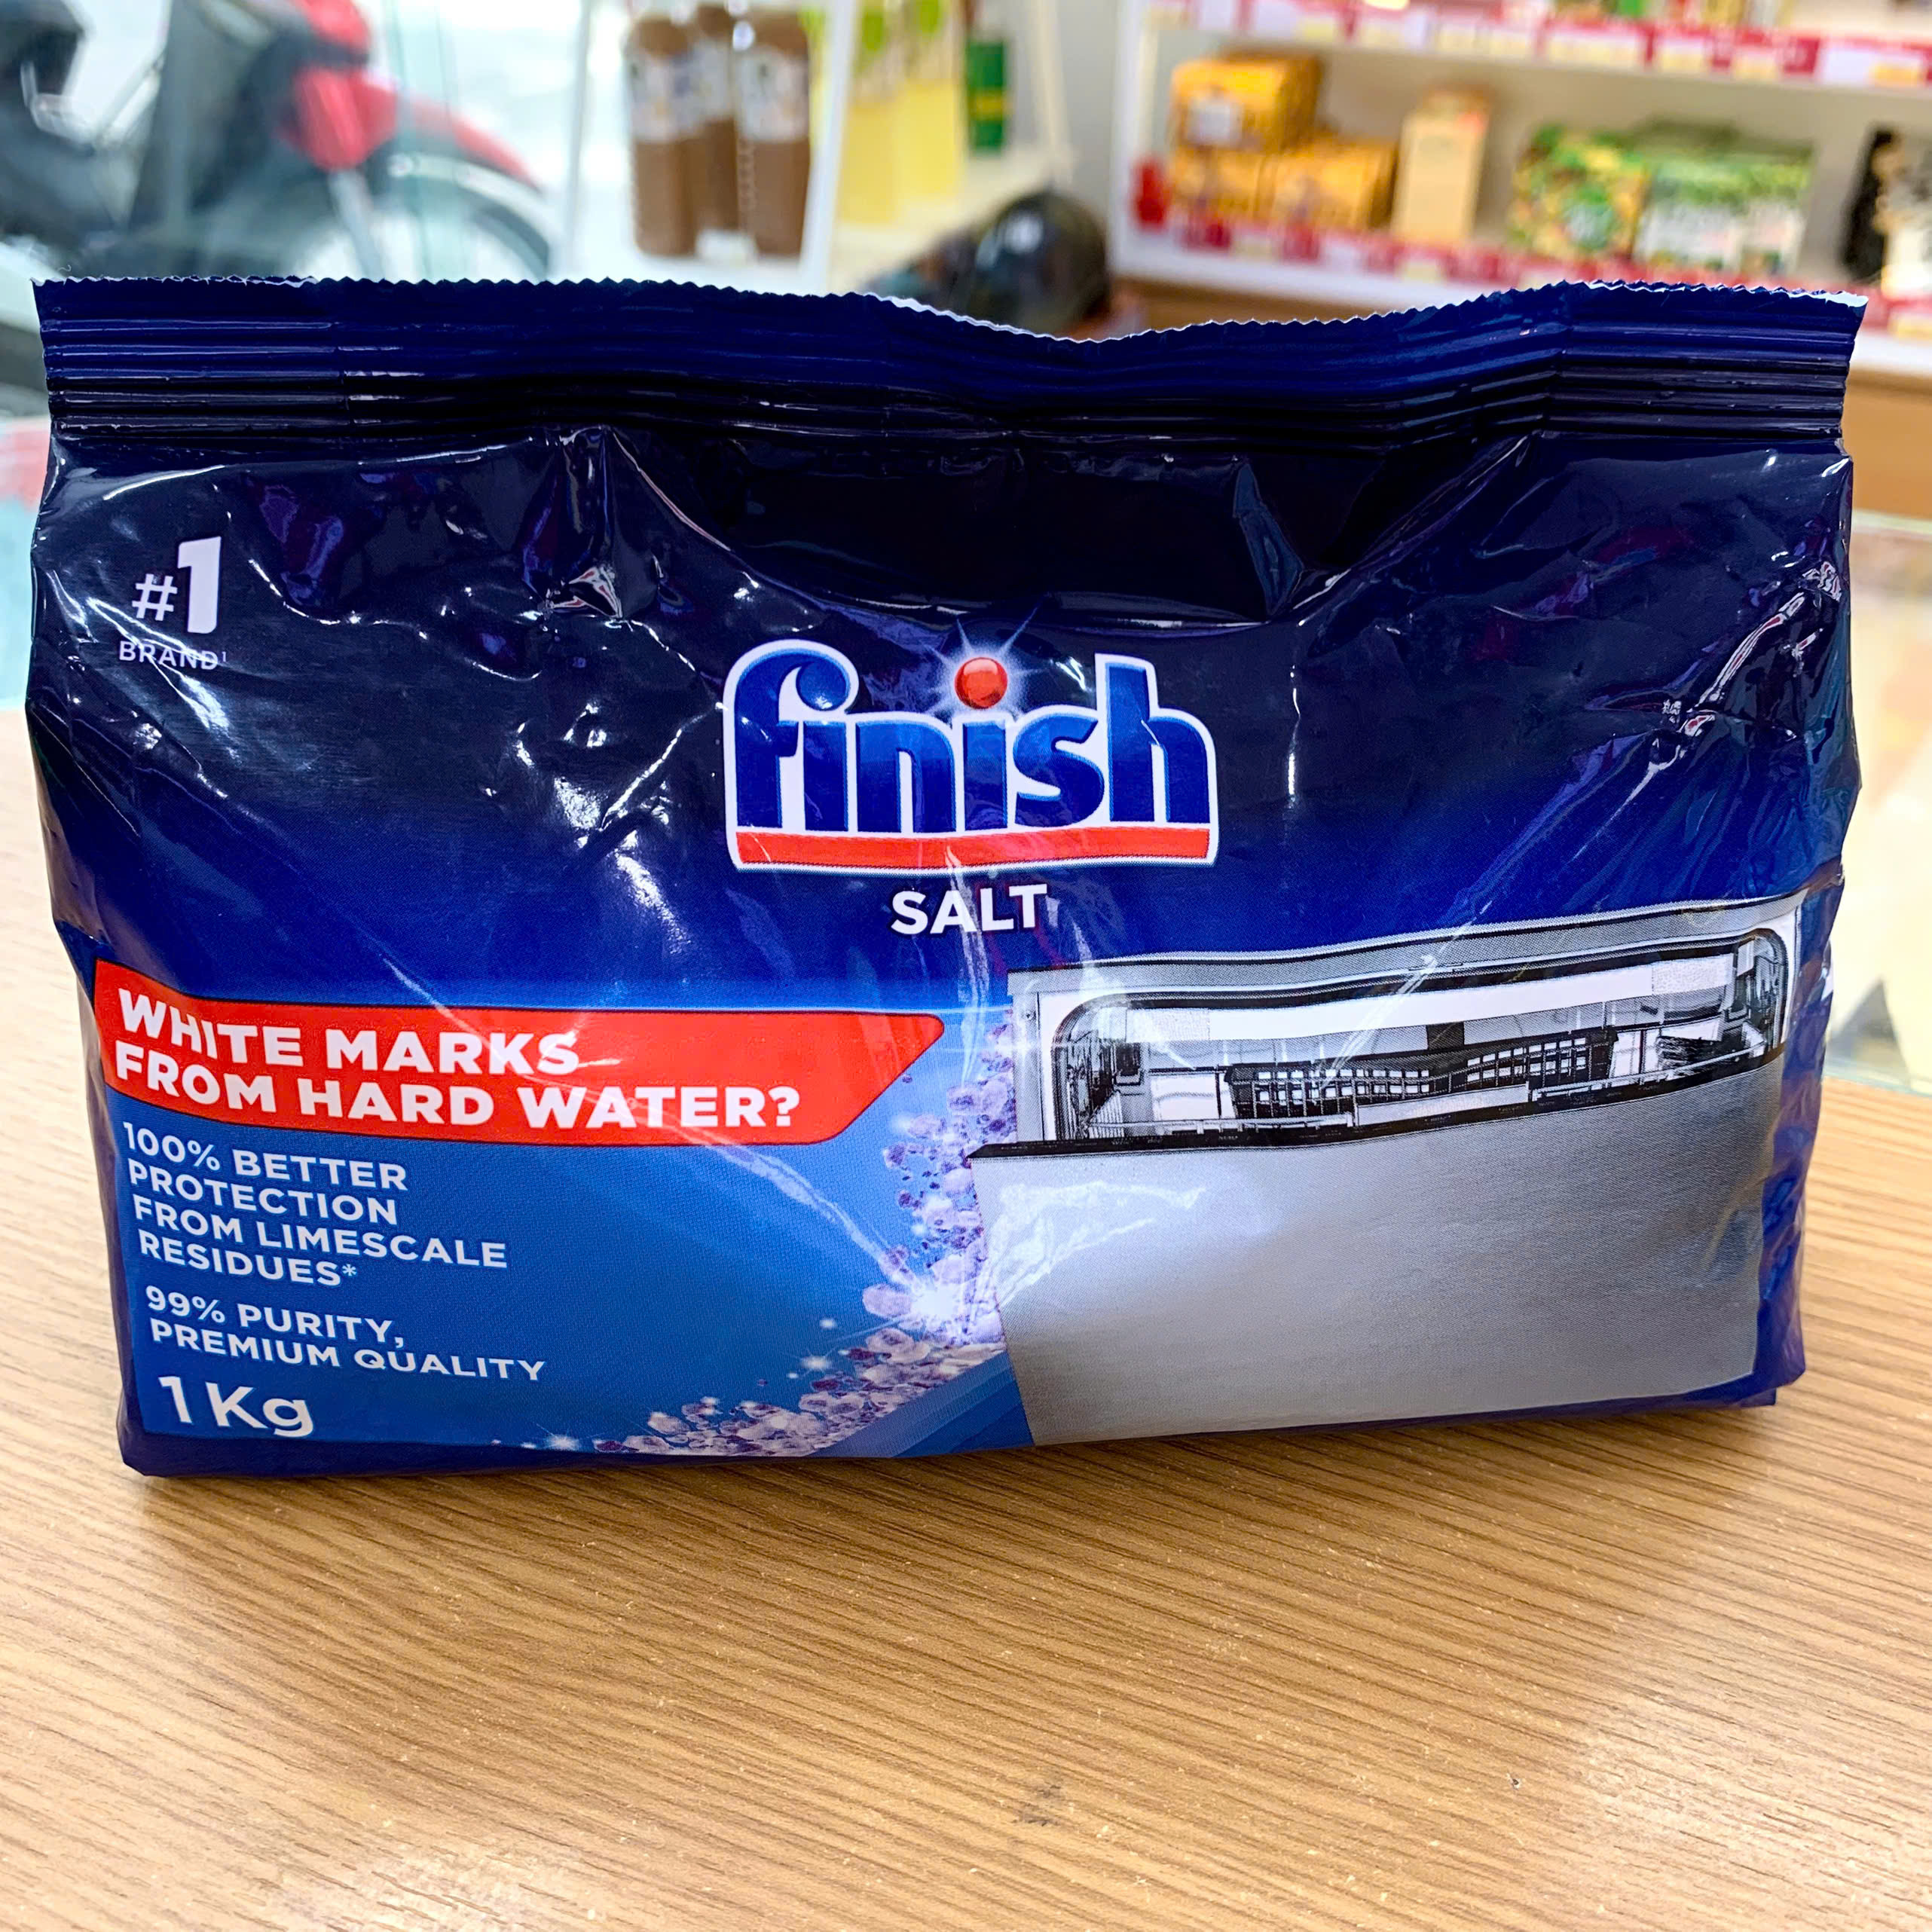 #1
BRAND¹
finish
SALT
WHITE MARKS
FROM HARD WATER?
100% BETTER
PROTECTION
FROM LIMESCALE
RESIDUES*
99% PURITY,
PREMIUM QUALITY
1Kg